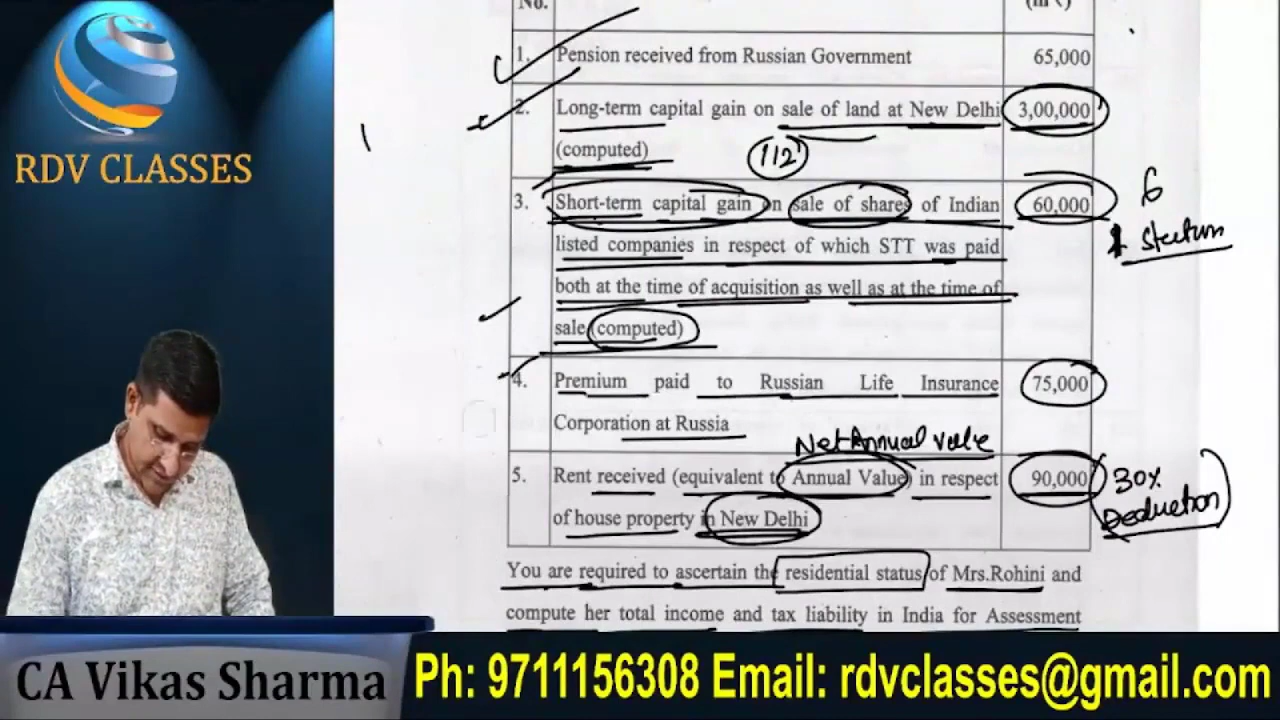 No.
(in ₹)
1. Pension received from Russian Government 65,000
2. Long-term capital gain on sale of land at New Delhi 3,00,000
(computed)
112
3. Short-term capital gain on sale of shares of Indian 60,000
6
listed companies in respect of which STT was paid
both at the time of acquisition as well as at the time of
sale (computed)
4. Premium paid to Russian Life Insurance 75,000
Corporation at Russia
Net Annual Value
5. Rent received (equivalent to Annual Value) in respect 90,000
30%
Deduction
of house property in New Delhi
You are required to ascertain the residential status of Mrs.Rohini and
compute her total income and tax liability in India for Assessment
RDV CLASSES
CA Vikas Sharma
Ph: 9711156308 Email: rdvclasses@gmail.com